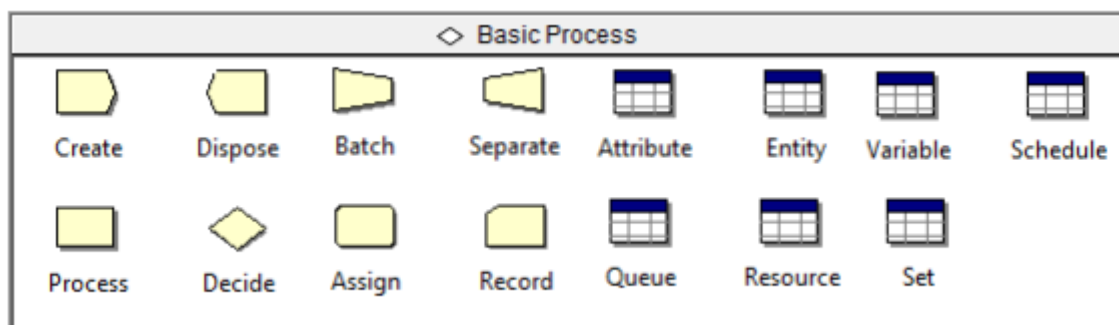 Basic Process
Create Dispose Batch Separate Attribute Entity Variable Schedule
Process Decide Assign Record Queue Resource Set